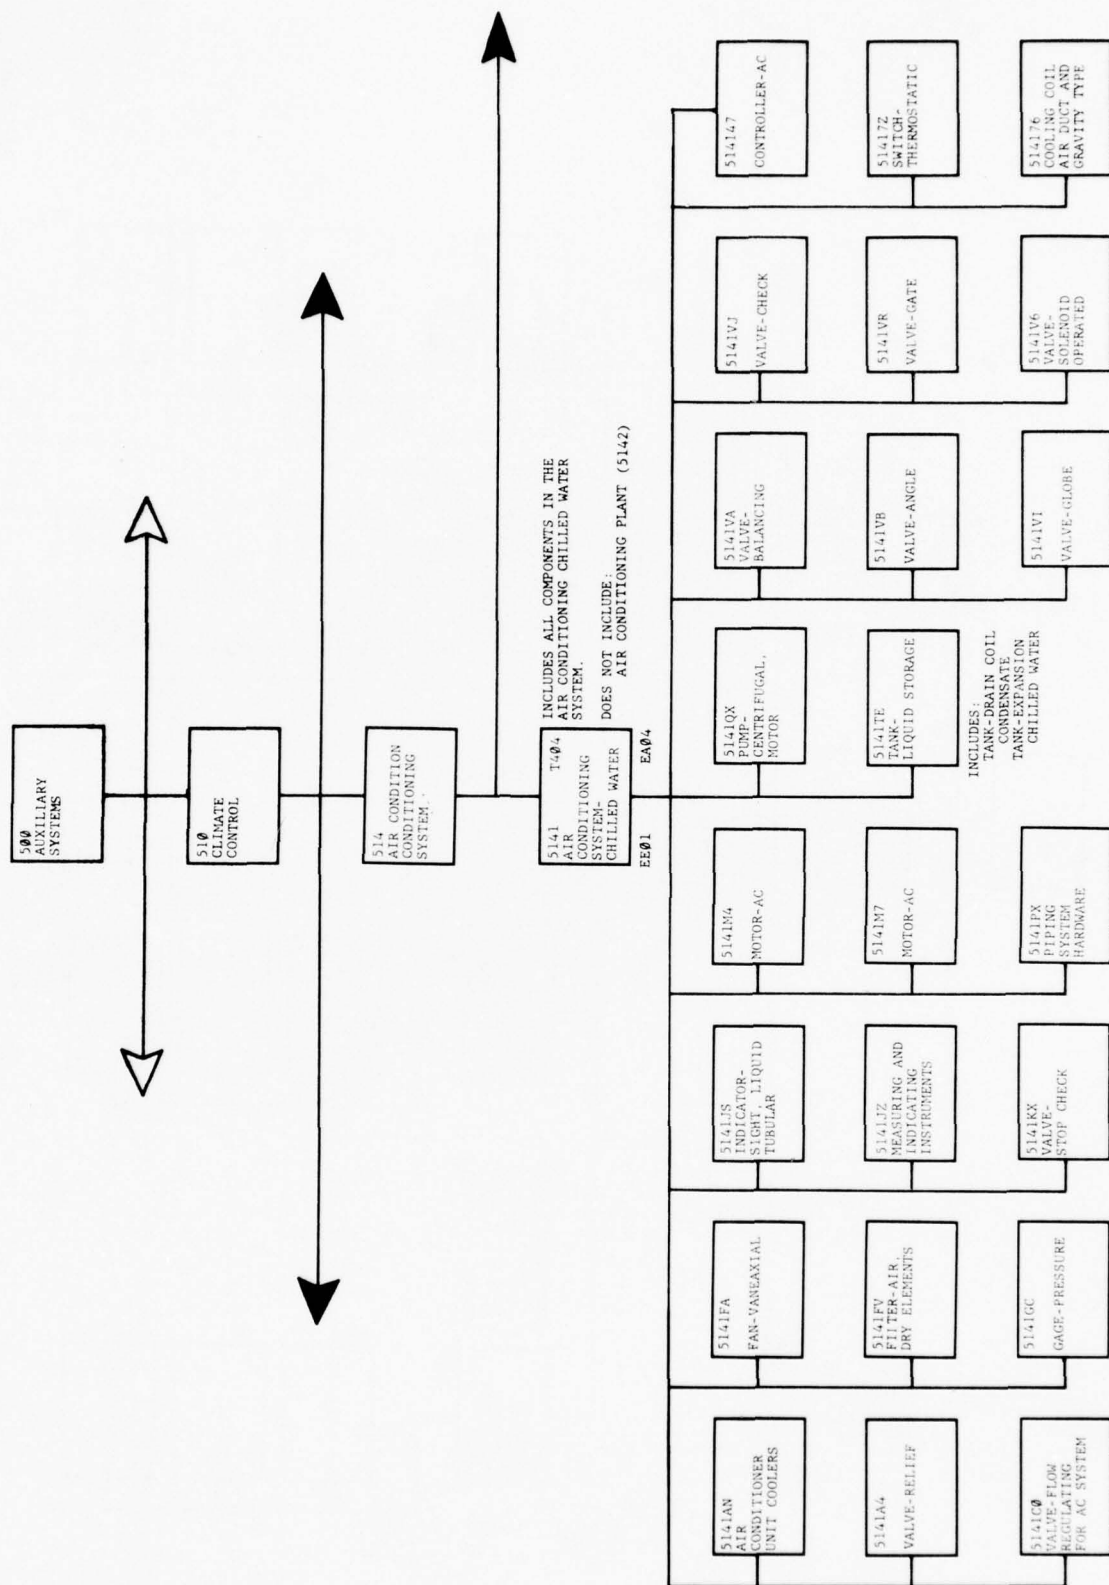 500
AUXILIARY
SYSTEMS
510
CLIMATE
CONTROL
514
AIR CONDITION
CONDITIONING
SYSTEM.
5141 T404
AIR
CONDITIONING
SYSTEM-
CHILLED WATER
EE01 EA04
INCLUDES ALL COMPONENTS IN THE
AIR CONDITIONING CHILLED WATER
SYSTEM.
DOES NOT INCLUDE:
AIR CONDITIONING PLANT (5142)
5141AN
AIR
CONDITIONER
UNIT COOLERS
5141A4
VALVE-RELIEF
5141C0
VALVE-FLOW
REGULATING
FOR AC SYSTEM
5141FA
FAN-VANEAXIAL
5141FV
FILTER-AIR,
DRY ELEMENTS
5141GC
GAGE-PRESSURE
5141JS
INDICATOR-
SIGHT, LIQUID
TUBULAR
5141JZ
MEASURING AND
INDICATING
INSTRUMENTS
5141KX
VALVE-
STOP CHECK
5141M4
MOTOR-AC
5141M7
MOTOR-AC
5141PX
PIPING
SYSTEM
HARDWARE
5141QX
PUMP-
CENTRIFUGAL,
MOTOR
5141TE
TANK-
LIQUID STORAGE
INCLUDES:
TANK-DRAIN COIL
CONDENSATE
TANK-EXPANSION
CHILLED WATER
5141VA
VALVE-
BALANCING
5141VB
VALVE-ANGLE
5141VI
VALVE-GLOBE
5141VJ
VALVE-CHECK
5141VR
VALVE-GATE
5141V6
VALVE-
SOLENOID
OPERATED
514147
CONTROLLER-AC
51417Z
SWITCH-
THERMOSTATIC
514176
COOLING COIL
AIR DUCT AND
GRAVITY TYPE